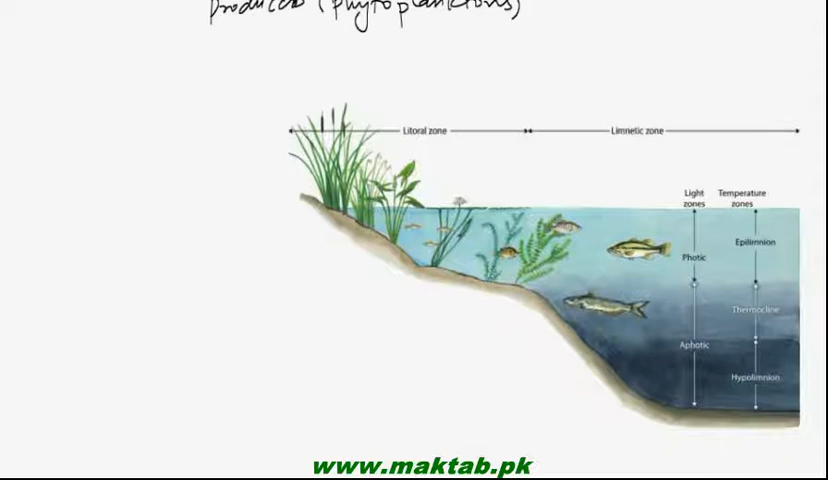 Producers (phytoplanktons)
Litoral zone
Limnetic zone
Light zones
Temperature zones
Epilimnion
Photic
Thermocline
Aphotic
Hypolimnion
www.maktab.pk